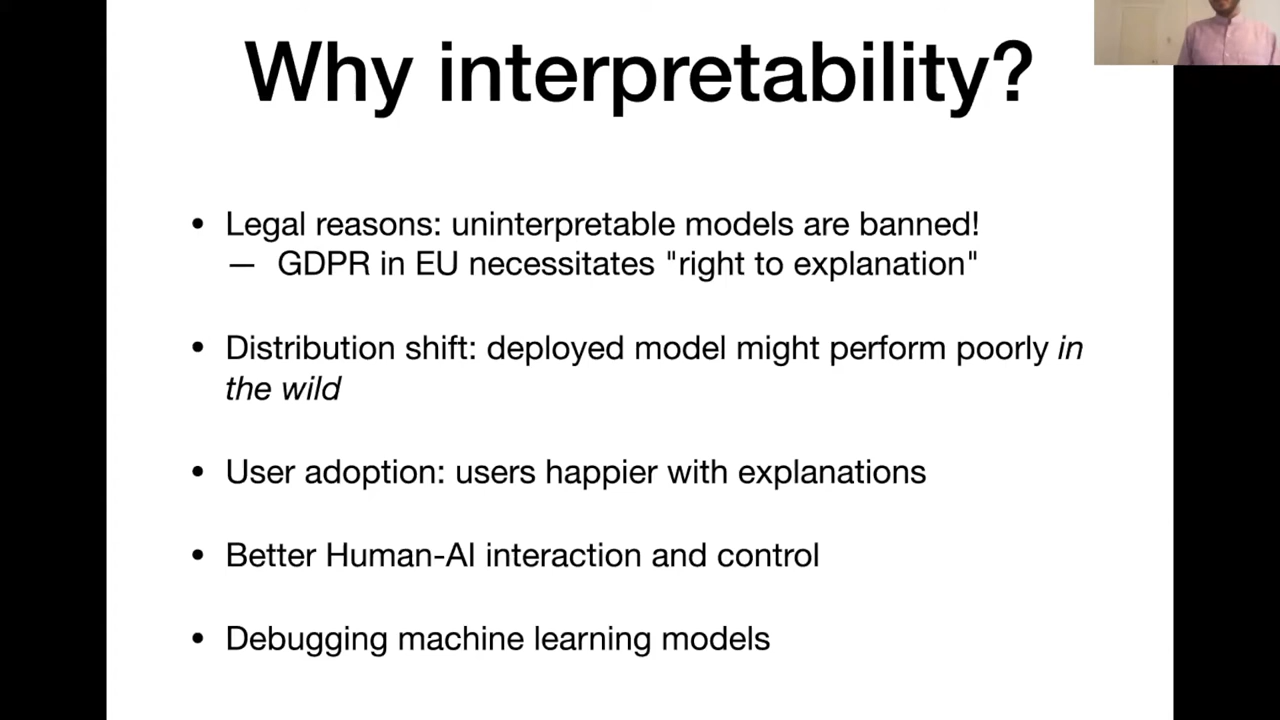 Why interpretability?
• Legal reasons: uninterpretable models are banned!
— GDPR in EU necessitates "right to explanation"
• Distribution shift: deployed model might perform poorly in
the wild
• User adoption: users happier with explanations
• Better Human-AI interaction and control
• Debugging machine learning models